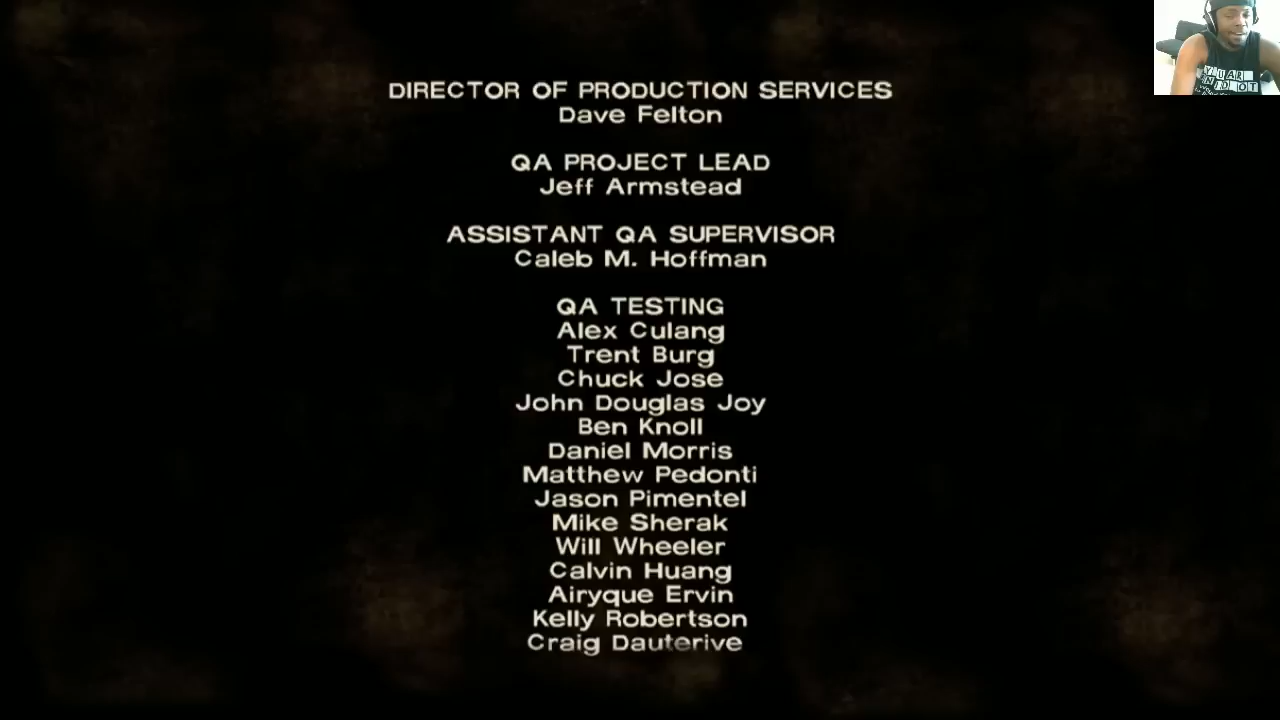 DIRECTOR OF PRODUCTION SERVICES
Dave Felton
QA PROJECT LEAD
Jeff Armstead
ASSISTANT QA SUPERVISOR
Caleb M. Hoffman
QA TESTING
Alex Culang
Trent Burg
Chuck Jose
John Douglas Joy
Ben Knoll
Daniel Morris
Matthew Pedonti
Jason Pimentel
Mike Sherak
Will Wheeler
Calvin Huang
Airyque Ervin
Kelly Robertson
Craig Dauterive